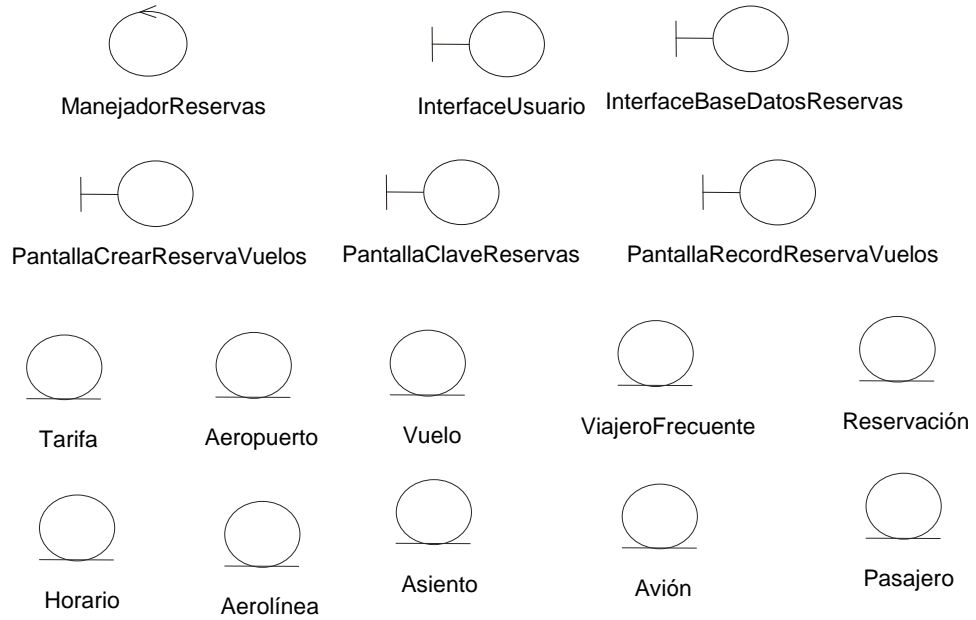 ManejadorReservas
InterfaceUsuario
InterfaceBaseDatosReservas
PantallaCrearReservaVuelos
PantallaClaveReservas
PantallaRecordReservaVuelos
Tarifa
Aeropuerto
Vuelo
ViajeroFrecuente
Reservación
Horario
Aerolínea
Asiento
Avión
Pasajero